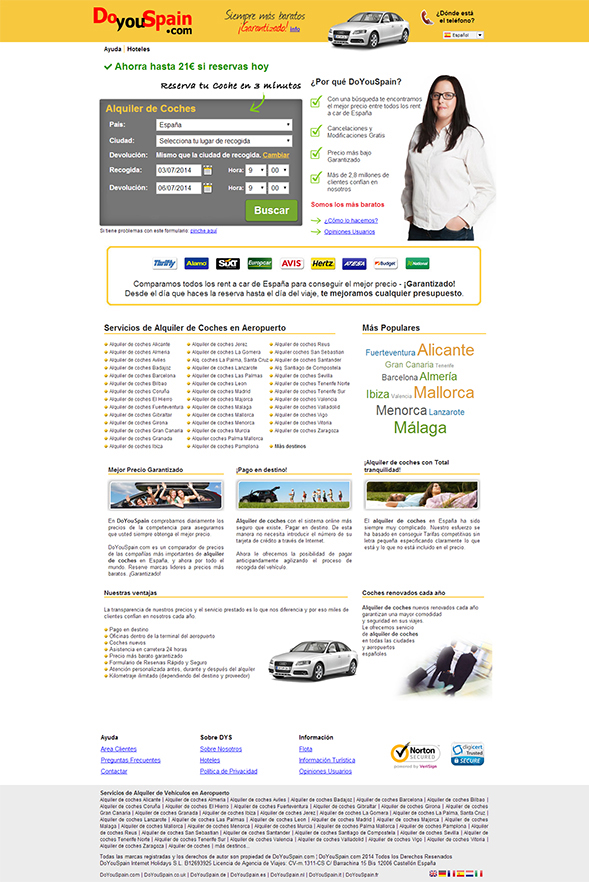 DoyouSpain
.com
Siempre más baratos
¡Garantizado! Info
¿Dónde está
el teléfono?
Español
Ayuda | Hoteles
Ahorra hasta 21€ si reservas hoy
Reserva tu Coche en 3 minutos
Alquiler de Coches
País: España
Ciudad: Selecciona tu lugar de recogida
Devolución: Mismo que la ciudad de recogida. Cambiar
Recogida: 03/07/2014 Hora: 9 00
Devolución: 06/07/2014 Hora: 9 00
Buscar
Si tiene problemas con este formulario, pinche aquí
¿Por qué DoYouSpain?
Con una búsqueda te encontramos
el mejor precio entre todos los rent
a car de España
Cancelaciones y
Modificaciones Gratis
Precio más bajo
Garantizado
Más de 2,8 millones de
clientes confían en
nosotros
Somos los más baratos
¿Cómo lo hacemos?
Opiniones Usuarios
Thrifty Alamo SIXT Europcar AVIS Hertz ATESA Budget National
Comparamos todos los rent a car de España para conseguir el mejor precio - ¡Garantizado!
Desde el día que haces la reserva hasta el día del viaje, te mejoramos cualquier presupuesto.
Servicios de Alquiler de Coches en Aeropuerto
Alquiler de coches Alicante
Alquiler de coches Almeria
Alquiler de coches Aviles
Alquiler de coches Badajoz
Alquiler de coches Barcelona
Alquiler de coches Bilbao
Alquiler de coches Coruña
Alquiler de coches El Hierro
Alquiler de coches Fuerteventura
Alquiler de coches Gibraltar
Alquiler de coches Girona
Alquiler de coches Gran Canaria
Alquiler de coches Granada
Alquiler de coches Ibiza
Alquiler de coches Jerez
Alquiler de coches La Gomera
Alq. coches La Palma, Santa Cruz
Alquiler de coches Lanzarote
Alquiler de coches Las Palmas
Alquiler de coches Leon
Alquiler de coches Madrid
Alquiler de coches Majorca
Alquiler de coches Malaga
Alquiler de coches Mallorca
Alquiler de coches Menorca
Alquiler de coches Murcia
Alquiler coches Palma Mallorca
Alquiler de coches Pamplona
Alquiler de coches Reus
Alquiler coches San Sebastian
Alquiler de coches Santander
Alq. Santiago de Compostela
Alquiler de coches Sevilla
Alquiler de coches Tenerife Norte
Alquiler de coches Tenerife Sur
Alquiler de coches Valencia
Alquiler de coches Valladolid
Alquiler de coches Vigo
Alquiler de coches Vitoria
Alquiler de coches Zaragoza
Más destinos
Más Populares
Fuerteventura Alicante
Gran Canaria Tenerife
Barcelona Almería
Ibiza Valencia Mallorca
Menorca Lanzarote
Málaga
Mejor Precio Garantizado
En DoYouSpain comprobamos diariamente los
precios de la competencia para asegurarnos
que usted siempre obtenga el mejor precio.
DoYouSpain.com es un comparador de precios
de las compañías más importantes de alquiler
de coches en España, y ahora por todo el
mundo. Reserve marcas líderes a precios más
baratos. ¡Garantizado!
¡Pago en destino!
Alquiler de coches con el sistema online más
seguro que existe. Pagar en destino. De esta
manera no necesita introducir el número de su
tarjeta de crédito a través de Internet.
Ahora le ofrecemos la posibilidad de pagar
anticipadamente agilizando el proceso de
recogida del vehículo.
¡Alquiler de coches con Total
tranquilidad!
El alquiler de coches en España ha sido
siempre muy complicado. Nuestro esfuerzo se
ha basado en conseguir Tarifas competitivas sin
letra pequeña especificando claramente lo que
está y lo que no está incluido en el precio.
Nuestras ventajas
La transparencia de nuestros precios y el servicio prestado es lo que nos diferencia y por eso miles de
clientes confían en nosotros cada año.
Pago en destino
Oficinas dentro de la terminal del aeropuerto
Coches nuevos
Asistencia en carretera 24 horas
Precio más barato garantizado
Formulario de Reservas Rápido y Seguro
Atención personalizada antes, durante y después del alquiler
Kilometraje ilimitado (dependiendo del destino y proveedor)
Coches renovados cada año
Alquiler de coches nuevos renovados cada año
garantizan una mayor comodidad
y seguridad en sus viajes.
Le ofrecemos servicio
de alquiler de coches
en todas las ciudades
y aeropuertos
españoles
Ayuda
Area Clientes
Preguntas Frecuentes
Contactar
Sobre DYS
Sobre Nosotros
Hoteles
Política de Privacidad
Información
Flota
Información Turística
Opiniones Usuarios
Norton
SECURED
powered by VeriSign
digicert
Trusted
SECURE
Servicios de Alquiler de Vehículos en Aeropuerto
Alquiler de coches Alicante | Alquiler de coches Almeria | Alquiler de coches Aviles | Alquiler de coches Badajoz | Alquiler de coches Barcelona | Alquiler de coches Bilbao |
Alquiler de coches Coruña | Alquiler de coches El Hierro | Alquiler de coches Fuerteventura | Alquiler de coches Gibraltar | Alquiler de coches Girona | Alquiler de coches
Gran Canaria | Alquiler de coches Granada | Alquiler de coches Ibiza | Alquiler de coches Jerez | Alquiler de coches La Gomera | Alquiler de coches La Palma, Santa Cruz
| Alquiler de coches Lanzarote | Alquiler de coches Las Palmas | Alquiler de coches Leon | Alquiler de coches Madrid | Alquiler de coches Majorca | Alquiler de coches
Malaga | Alquiler de coches Mallorca | Alquiler de coches Menorca | Alquiler de coches Murcia | Alquiler de coches Palma Mallorca | Alquiler de coches Pamplona | Alquiler
de coches Reus | Alquiler de coches San Sebastian | Alquiler de coches Santander | Alquiler de coches Santiago de Compostela | Alquiler de coches Sevilla | Alquiler de
coches Tenerife Norte | Alquiler de coches Tenerife Sur | Alquiler de coches Valencia | Alquiler de coches Valladolid | Alquiler de coches Vigo | Alquiler de coches Vitoria |
Alquiler de coches Zaragoza | Alquiler de coches | más destinos...
Todas las marcas registradas y los derechos de autor son propiedad de DoYouSpain.com ¦ DoYouSpain.com 2014 Todos los Derechos Reservados
DoYouSpain Internet Holidays S.L. B12693925 Licencia de Agencia de Viajes: CV-m 1311-CS C/ Barrachina 16 Bis 12006 Castellón España
DoYouSpain.com | DoYouSpain.co.uk | DoYouSpain.de | DoYouSpain.es | DoYouSpain.nl | DoYouSpain.it | DoYouSpain.fr